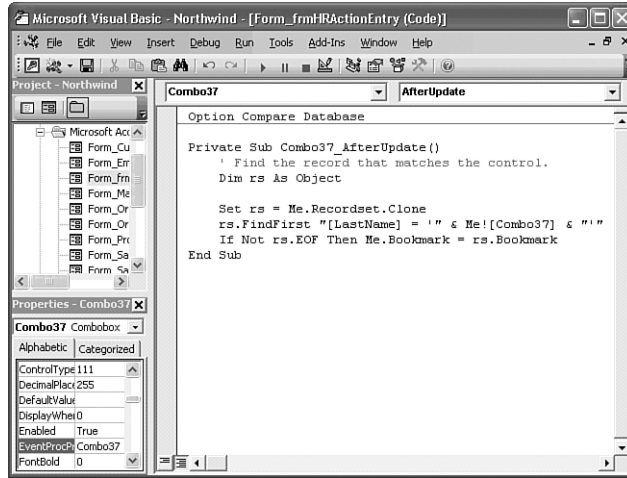 Microsoft Visual Basic - Northwind - [Form_frmHRActionEntry (Code)]
File Edit View Insert Debug Run Tools Add-Ins Window Help
Project - Northwind
Microsoft Acc
Form_Cu
Form_Em
Form_frm
Form_Ma
Form_Or
Form_Or
Form_Pro
Form_Sa
Form_Sa
Properties - Combo37
Combo37 Combobox
Alphabetic Categorized
ControlType 111
DecimalPlace 255
DefaultValue
DisplayWhen 0
Enabled True
EventProcPr Combo37
FontBold 0
Combo37 AfterUpdate
Option Compare Database
Private Sub Combo37_AfterUpdate()
' Find the record that matches the control.
Dim rs As Object
Set rs = Me.Recordset.Clone
rs.FindFirst "[LastName] = '" & Me![Combo37] & "'"
If Not rs.EOF Then Me.Bookmark = rs.Bookmark
End Sub